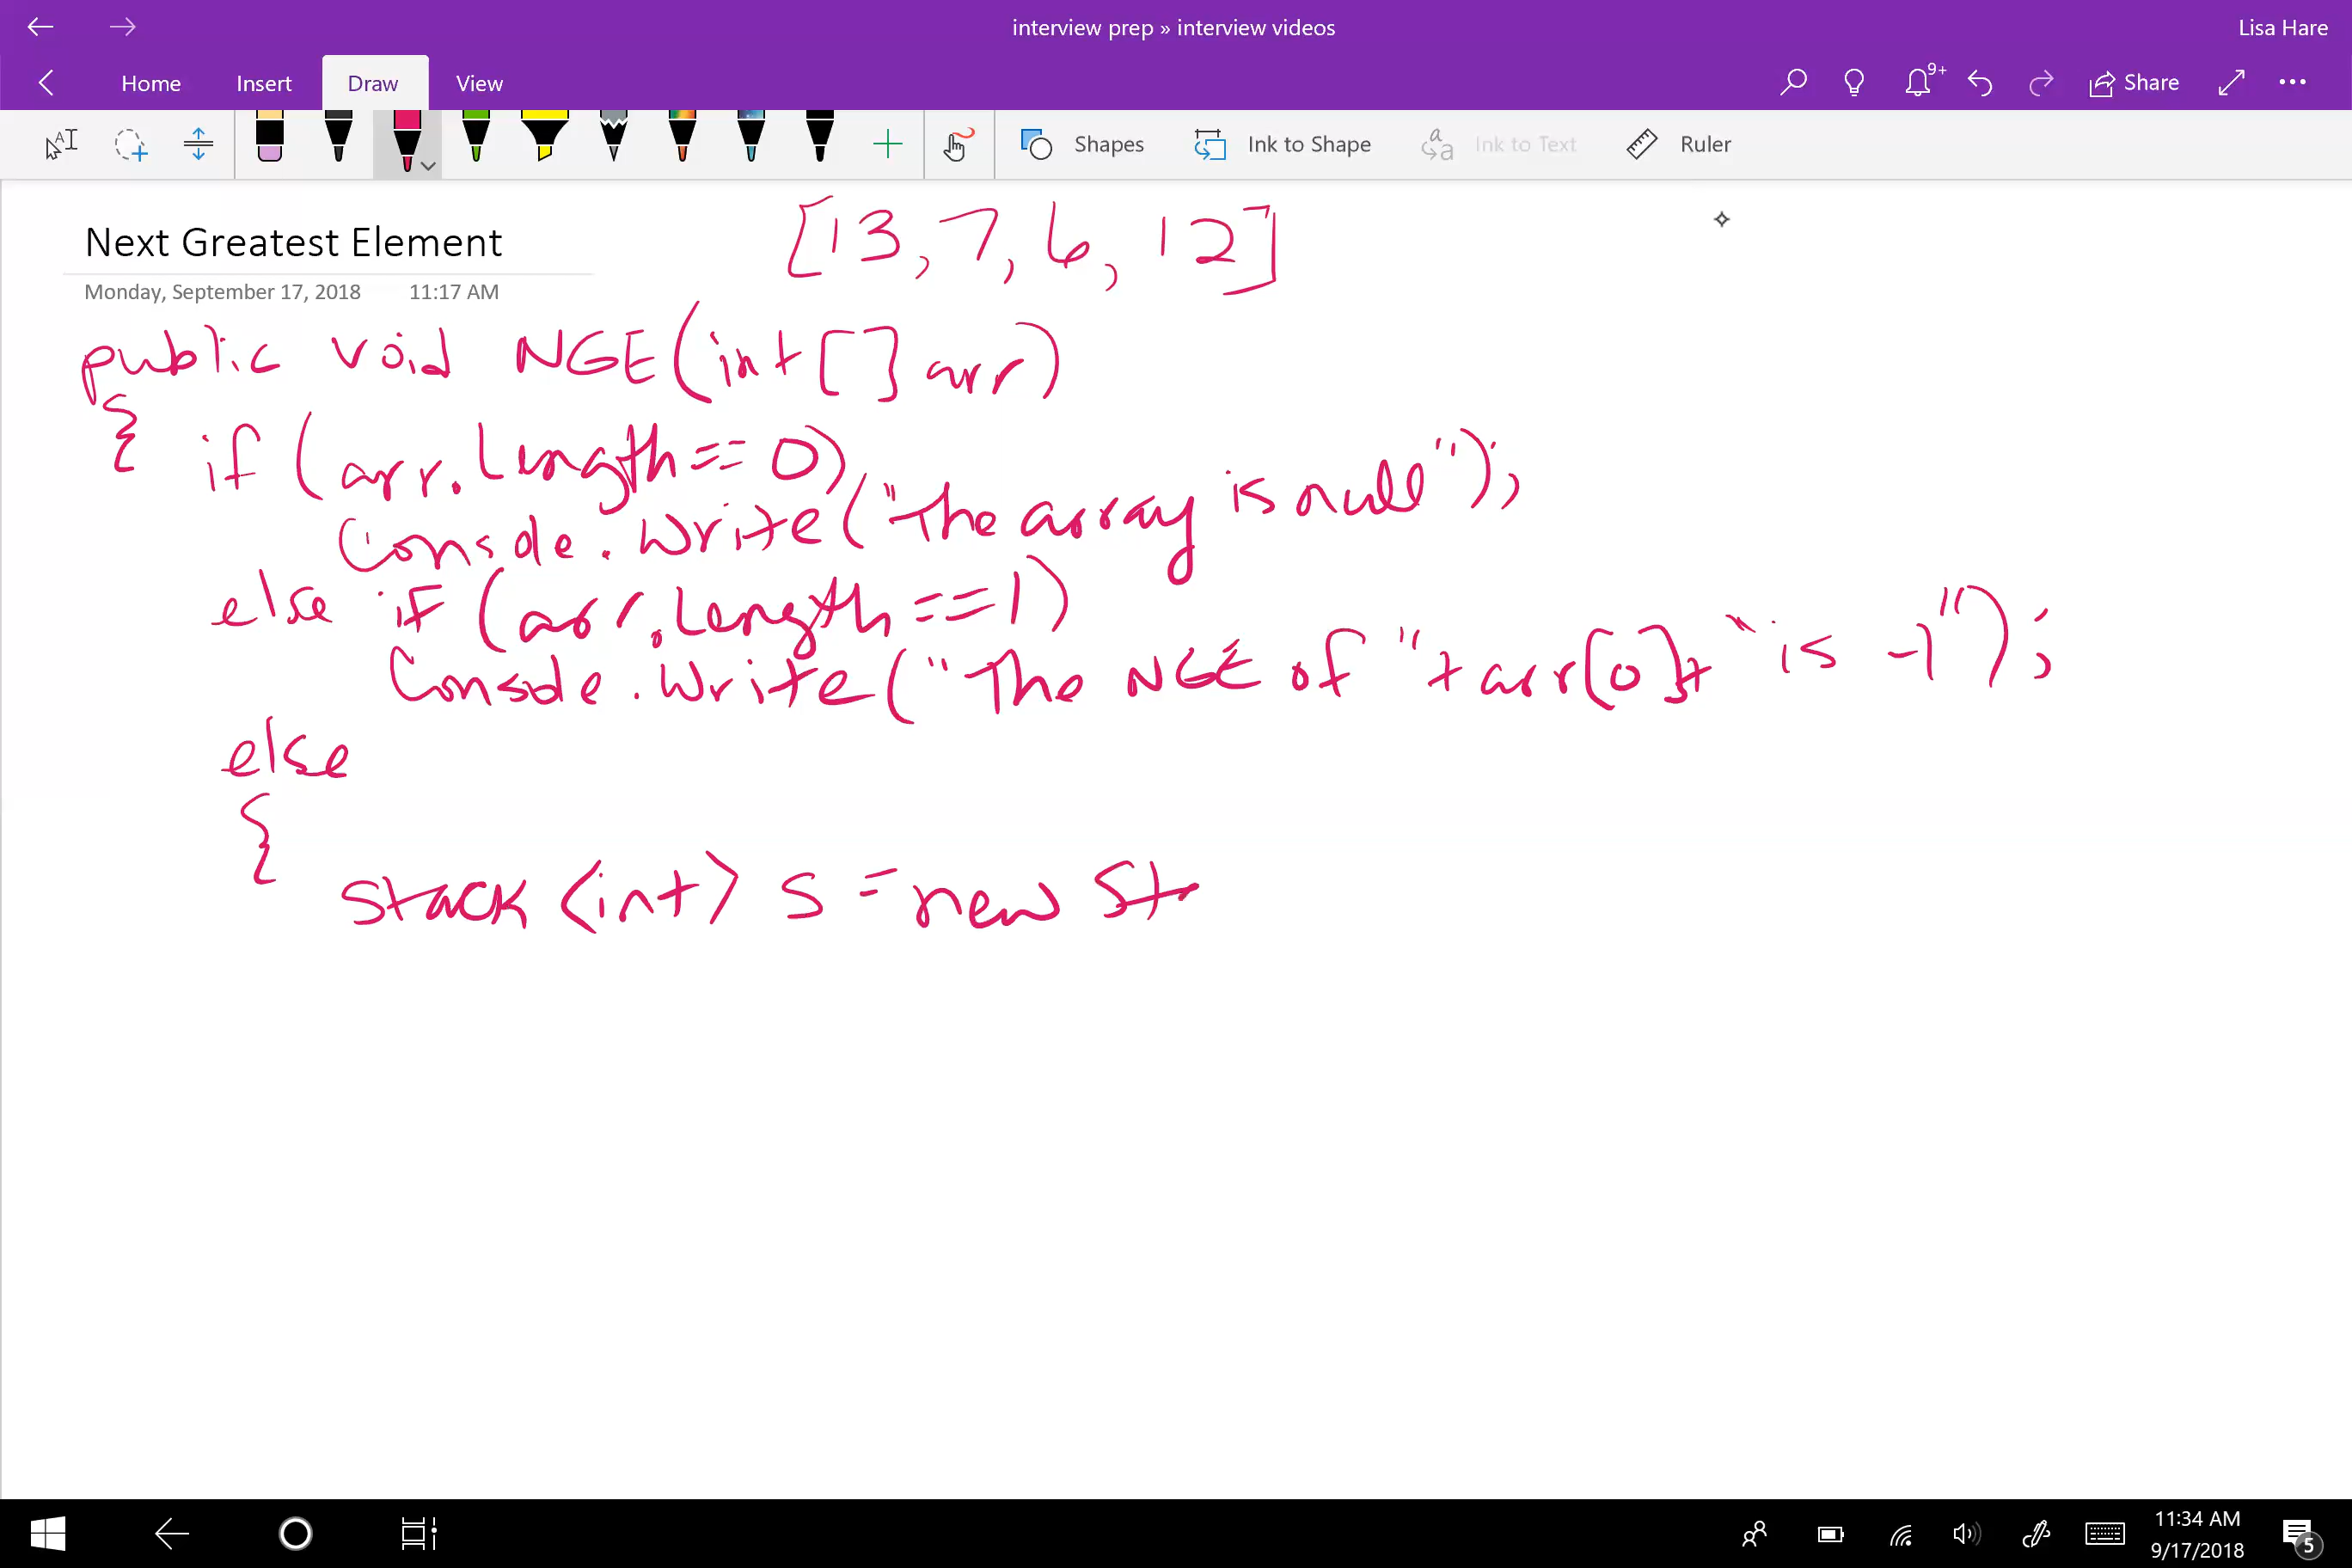 interview prep » interview videos
Lisa Hare
Home Insert Draw View
9+
Share
Shapes Ink to Shape Ink to Text Ruler
[13, 7, 6, 12]
Next Greatest Element
Monday, September 17, 2018 11:17 AM
public void NGE(int[] arr)
{ if (arr.length == 0)
Console.Write("The array is null");
else if (arr.length == 1)
Console.Write("The NGE of "+ arr[0]+ "is -1");
else
{
Stack <int> s = new St
11:34 AM
9/17/2018
5